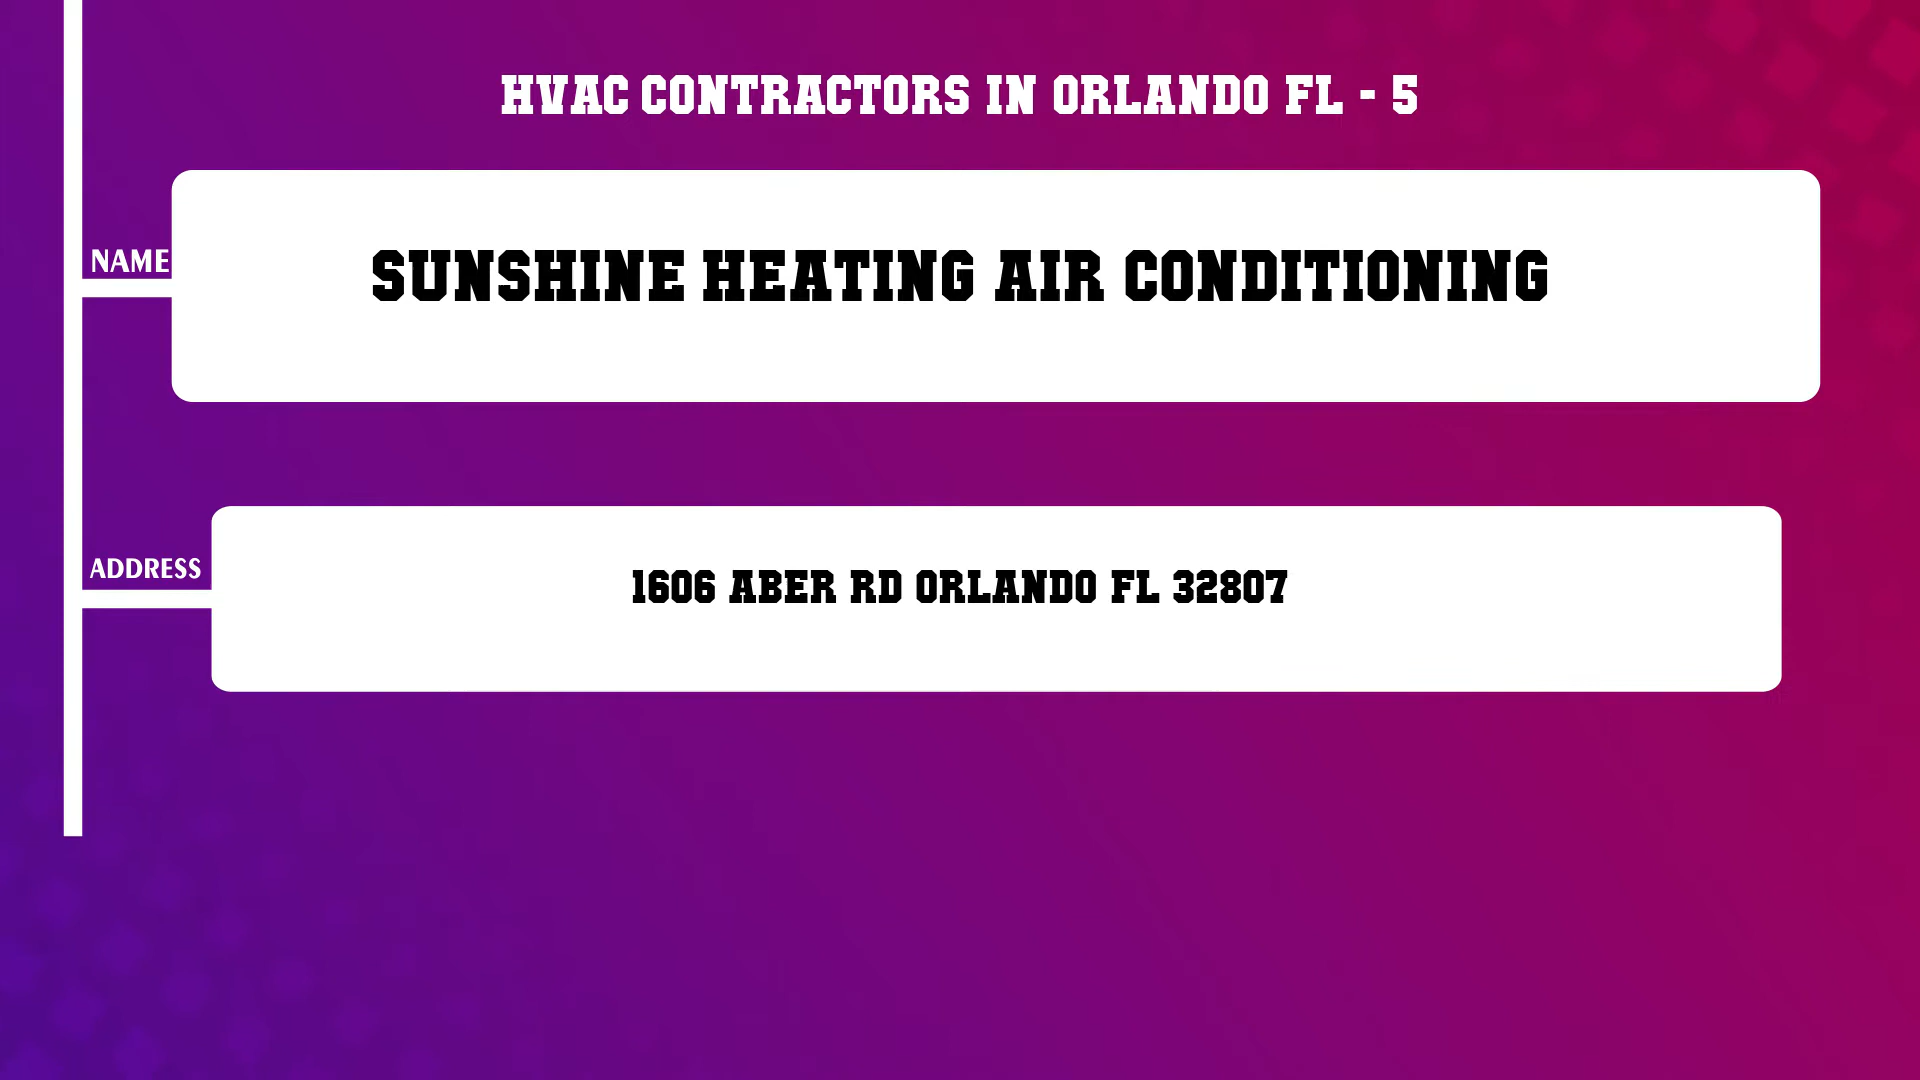 HVAC CONTRACTORS IN ORLANDO FL - 5
NAME
SUNSHINE HEATING AIR CONDITIONING
ADDRESS
1606 ABER RD ORLANDO FL 32807